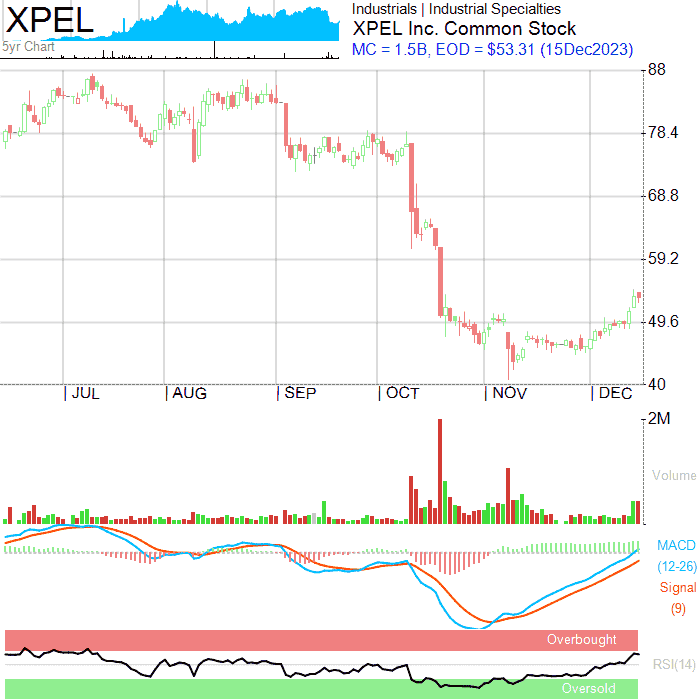 XPEL
5yr Chart
Industrials | Industrial Specialties
XPEL Inc. Common Stock
MC = 1.5B, EOD = $53.31 (15Dec2023)
88
78.4
68.8
59.2
49.6
40
| JUL | AUG | SEP | OCT | NOV | DEC
2M
Volume
MACD
(12-26)
Signal
(9)
Overbought
RSI(14)
Oversold